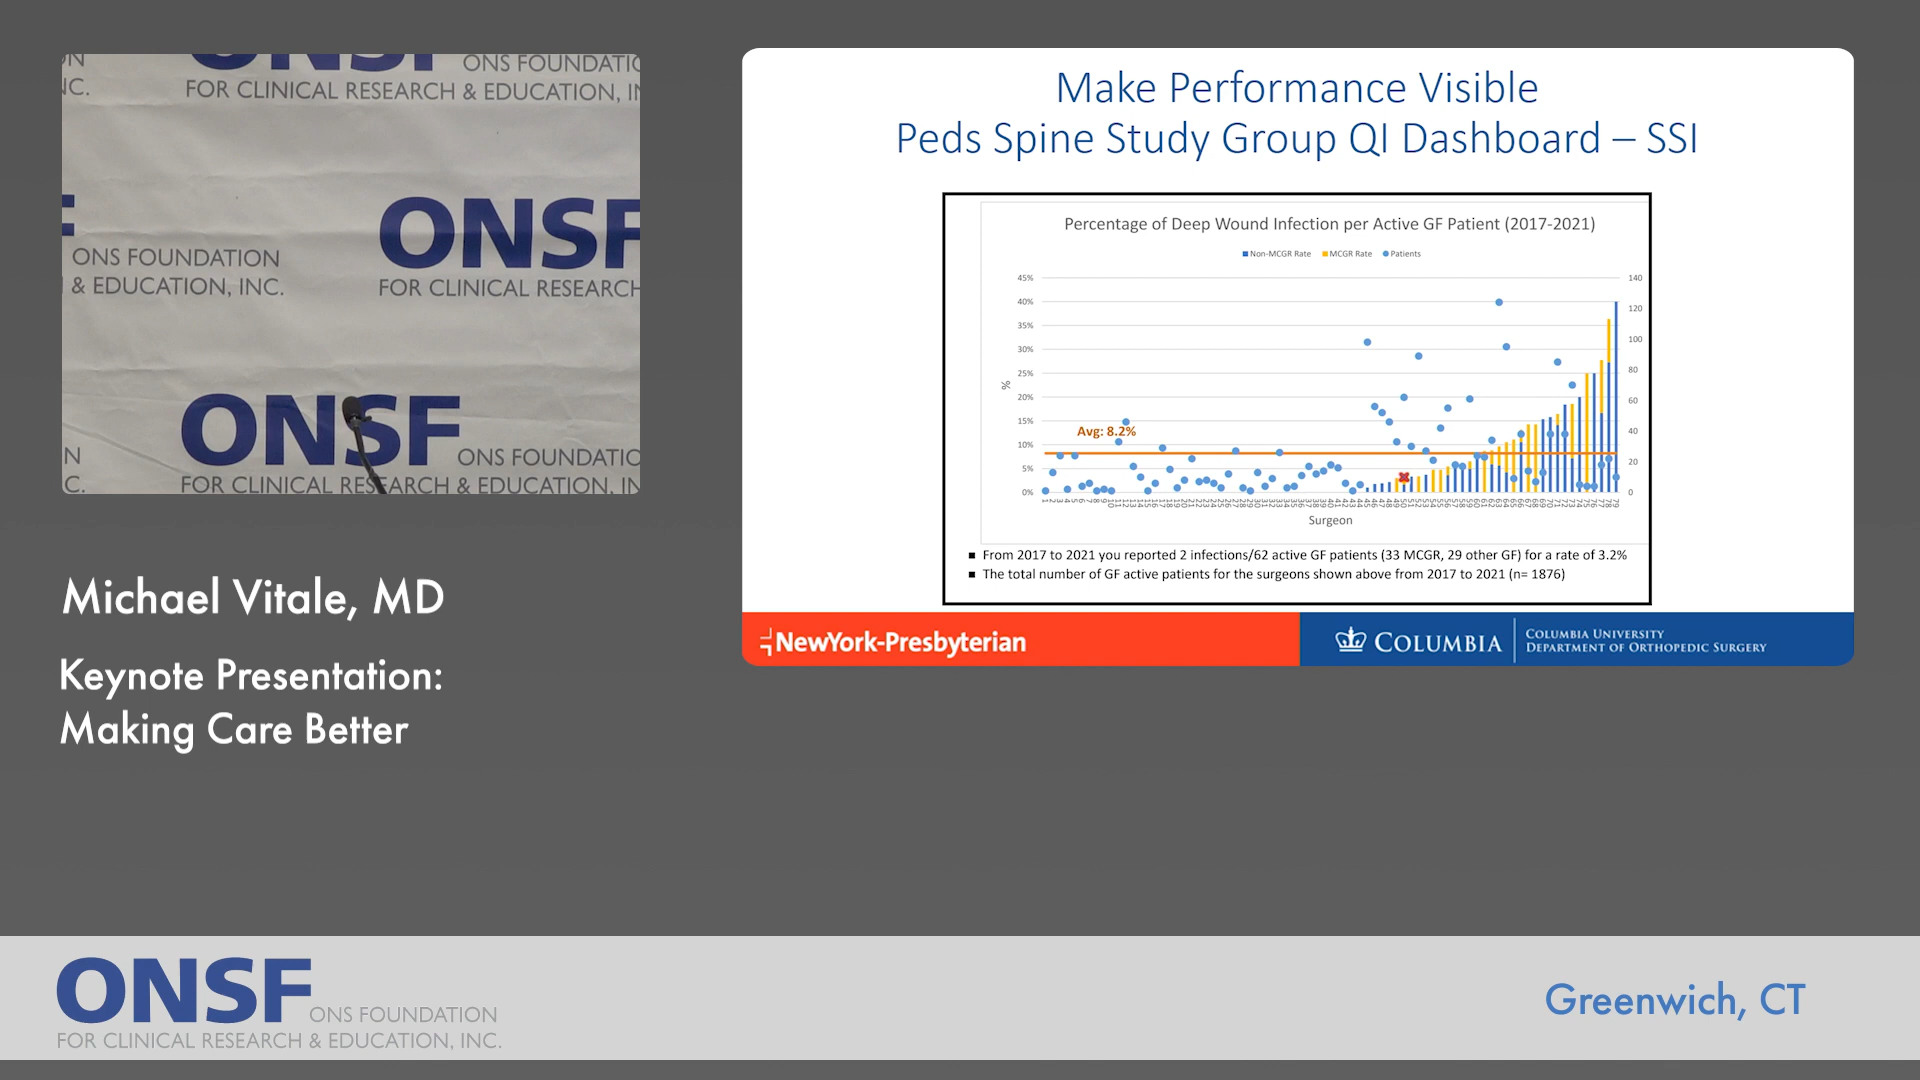 ON
NC.
ONSF ONS FOUNDATIO
FOR CLINICAL RESEARCH & EDUCATION, IN
F ONS FOUNDATION
& EDUCATION, INC.
ONSF
FOR CLINICAL RESEARCH
N
C.
ONSF ONS FOUNDATIO
FOR CLINICAL RESEARCH & EDUCATION, IN
Michael Vitale, MD
Keynote Presentation:
Making Care Better
Make Performance Visible
Peds Spine Study Group QI Dashboard – SSI
Percentage of Deep Wound Infection per Active GF Patient (2017-2021)
Non-MCGR Rate MCGR Rate Patients
45% 140
40% 120
35% 100
30% 80
25% 60
20% 40
15% 20
10% 0
5%
0%
%
Avg: 8.2%
Surgeon
■ From 2017 to 2021 you reported 2 infections/62 active GF patients (33 MCGR, 29 other GF) for a rate of 3.2%
■ The total number of GF active patients for the surgeons shown above from 2017 to 2021 (n= 1876)
NewYork-Presbyterian
COLUMBIA
COLUMBIA UNIVERSITY
DEPARTMENT OF ORTHOPEDIC SURGERY
ONSF ONS FOUNDATION
FOR CLINICAL RESEARCH & EDUCATION, INC.
Greenwich, CT